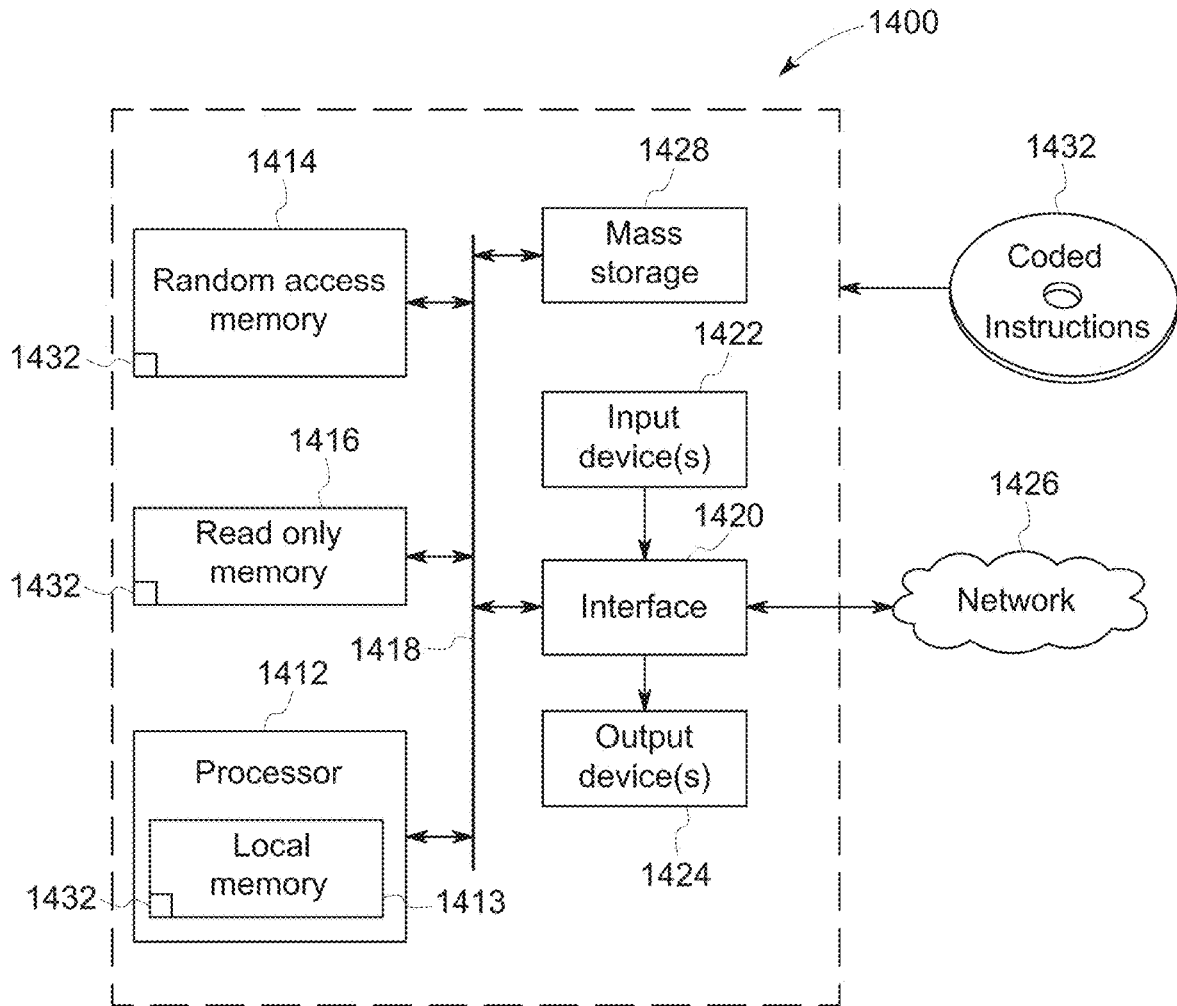 1400
1414
1428
1432
Random access
memory
Mass
storage
Coded
Instructions
1432
1422
Input
device(s)
1416
1420
1426
Read only
memory
1432
Interface
Network
1418
1412
Processor
Output
device(s)
Local
memory
1432
1413
1424